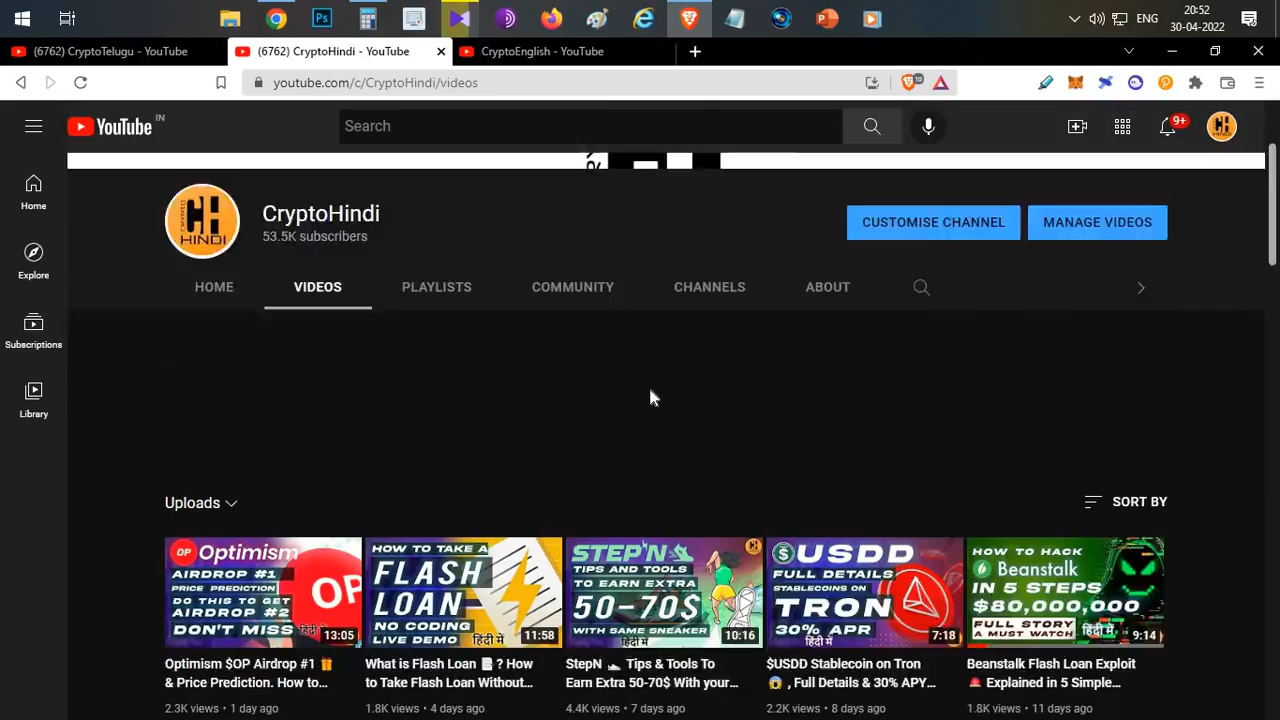 20:52
ENG
30-04-2022
(6762) CryptoTelugu - YouTube
(6762) CryptoHindi - YouTube
CryptoEnglish - YouTube
youtube.com/c/CryptoHindi/videos
10
YouTube IN
Search
9+
HINDI
Home
Explore
Subscriptions
Library
HINDI
CryptoHindi
53.5K subscribers
CUSTOMISE CHANNEL
MANAGE VIDEOS
HOME
VIDEOS
PLAYLISTS
COMMUNITY
CHANNELS
ABOUT
Uploads
SORT BY
OP Optimism
AIRDROP #1
PRICE PREDICTION
DO THIS TO GET
AIRDROP #2
DON'T MISS हिंदी में
OP
13:05
Optimism $OP Airdrop #1
& Price Prediction. How to...
2.3K views • 1 day ago
HOW TO TAKE A
FLASH
LOAN
NO CODING
LIVE DEMO हिंदी में
11:58
What is Flash Loan ? How
to Take Flash Loan Without...
1.8K views • 4 days ago
STEP'N
TIPS AND TOOLS
TO EARN EXTRA
50-70$
WITH SAME SNEAKER
हिंदी में
10:16
StepN Tips & Tools To
Earn Extra 50-70$ With your...
4.4K views • 7 days ago
$USDD
FULL DETAILS
STABLECOINS ON
TRON
30% APR
हिंदी में
7:18
$USDD Stablecoin on Tron
, Full Details & 30% APY...
2.2K views • 8 days ago
HOW TO HACK
Beanstalk
IN 5 STEPS
$80,000,000
FULL STORY
A MUST WATCH हिंदी में
9:14
Beanstalk Flash Loan Exploit
Explained in 5 Simple...
1.8K views • 11 days ago